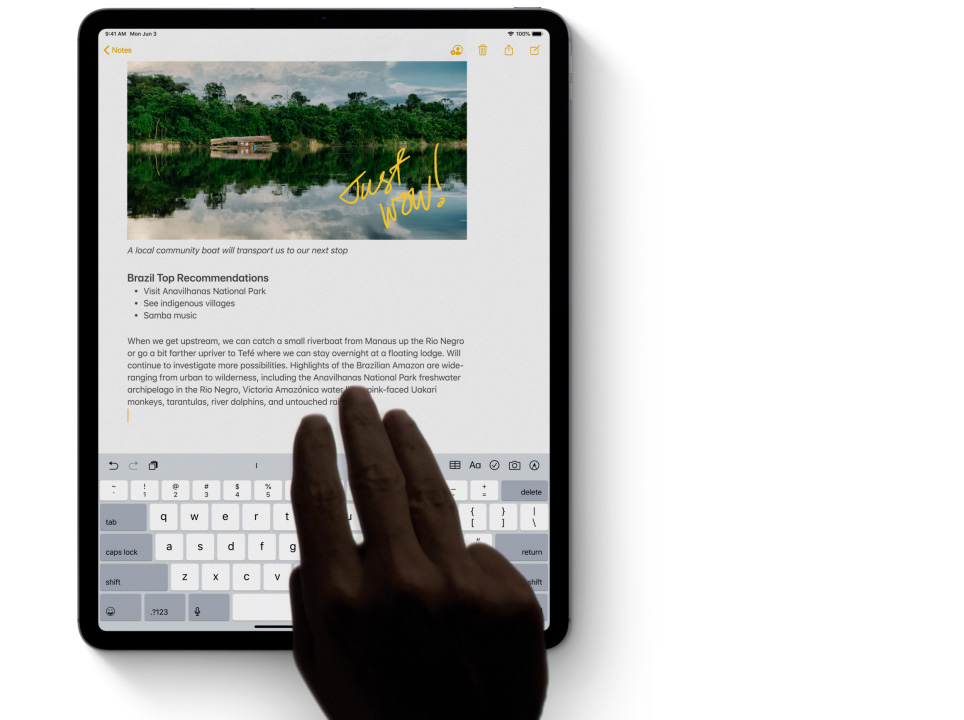 9:41 AM Mon Jun 3 100%
Notes
Just
wow!
A local community boat will transport us to our next stop
Brazil Top Recommendations
• Visit Anavilhanas National Park
• See indigenous villages
• Samba music
When we get upstream, we can catch a small riverboat from Manaus up the Rio Negro
or go a bit farther upriver to Tefé where we can stay overnight at a floating lodge. Will
continue to investigate more possibilities. Highlights of the Brazilian Amazon are wide-
ranging from urban to wilderness, including the Anavilhanas National Park freshwater
archipelago in the Rio Negro, Victoria Amazónica water pink-faced Uakari
monkeys, tarantulas, river dolphins, and untouched
I Aa
~ ! @ # $ % _ +
` 1 2 3 4 5 - = delete
tab q w e r t u { [ } ] | \
caps lock a s d f g " return
shift z x c v shift
.?123